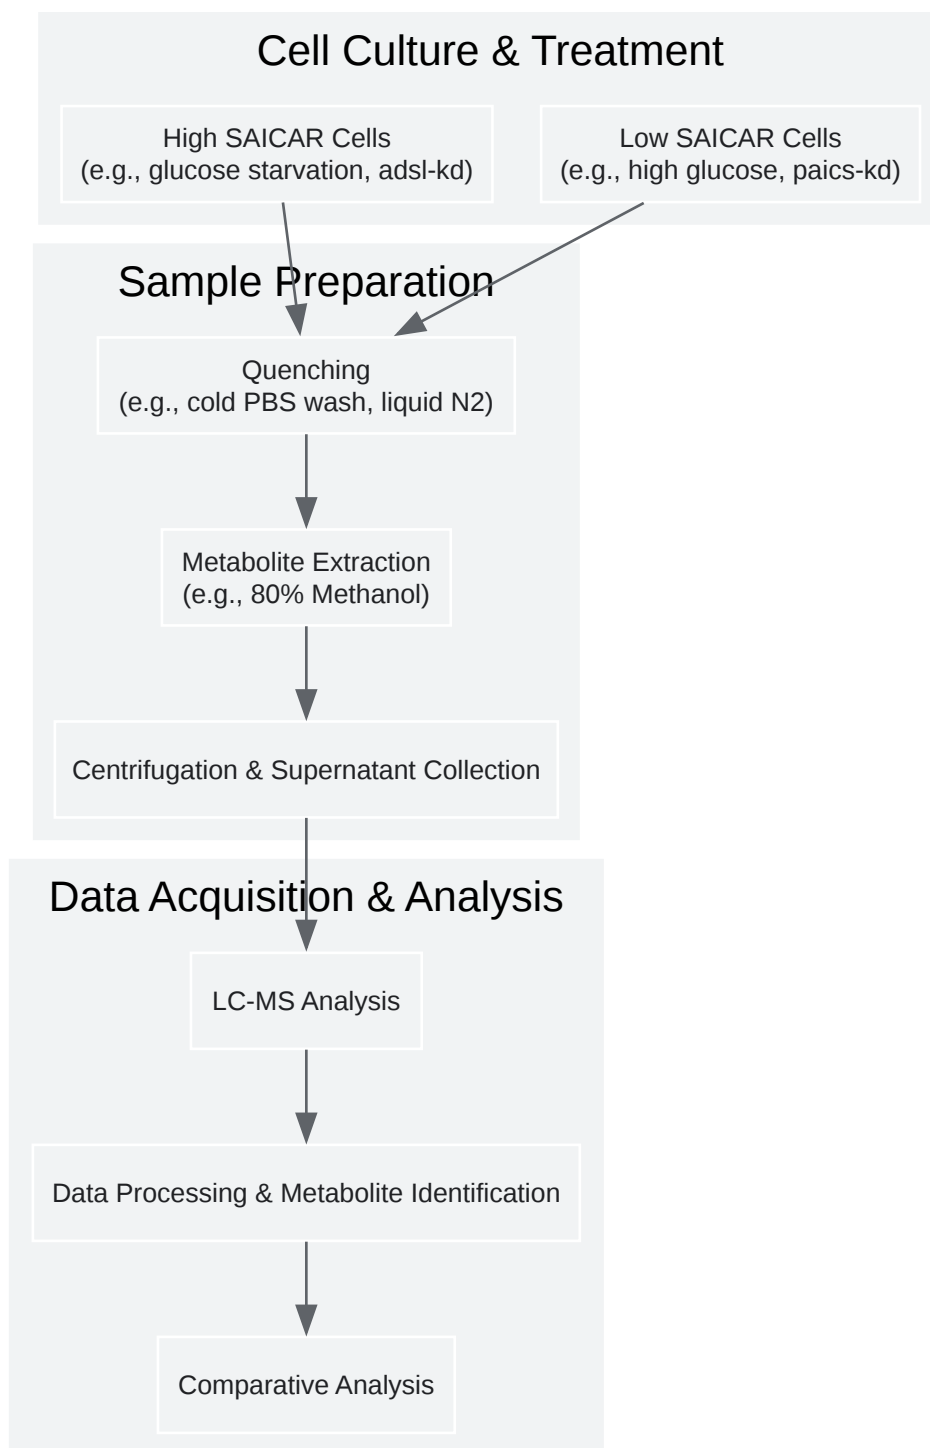 Cell Culture & Treatment
High SAICAR Cells
(e.g., glucose starvation, adsl-kd)
Low SAICAR Cells
(e.g., high glucose, paics-kd)
Sample Preparation
Quenching
(e.g., cold PBS wash, liquid N2)
Metabolite Extraction
(e.g., 80% Methanol)
Centrifugation & Supernatant Collection
Data Acquisition & Analysis
LC-MS Analysis
Data Processing & Metabolite Identification
Comparative Analysis